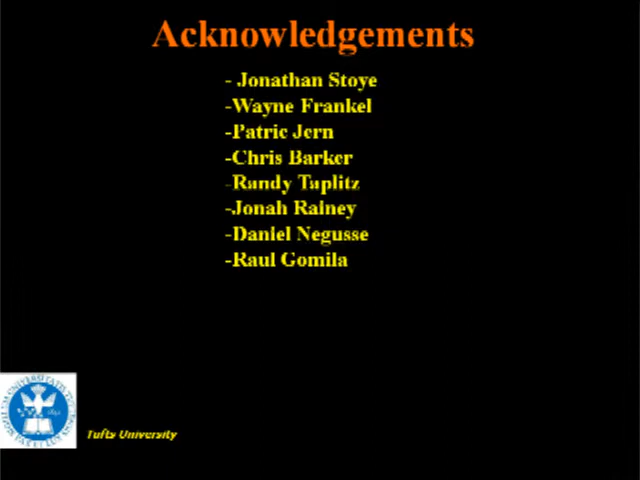 Acknowledgements
- Jonathan Stoye
-Wayne Frankel
-Patric Jern
-Chris Barker
-Randy Taplitz
-Jonah Rainey
-Daniel Negusse
-Raul Gomila
Tufts University